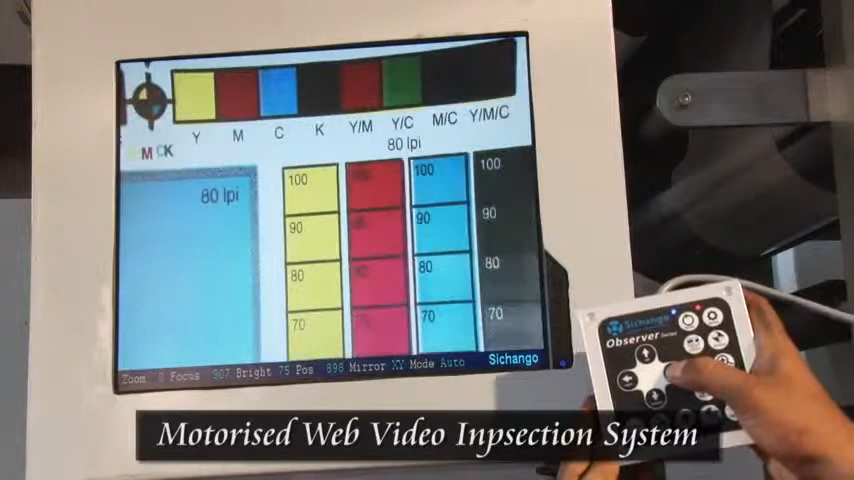 Y M C K Y/M Y/C M/C Y/M/C
M C K
80 lpi
80 lpi
100 100 100
90 90 90
80 80 80
70 70 70
Zoom 0 Focus 907 Bright 75 Pos 898 Mirror XY Mode Auto Sichango
Sichango
Observer
Motorised Web Video Inpsection System